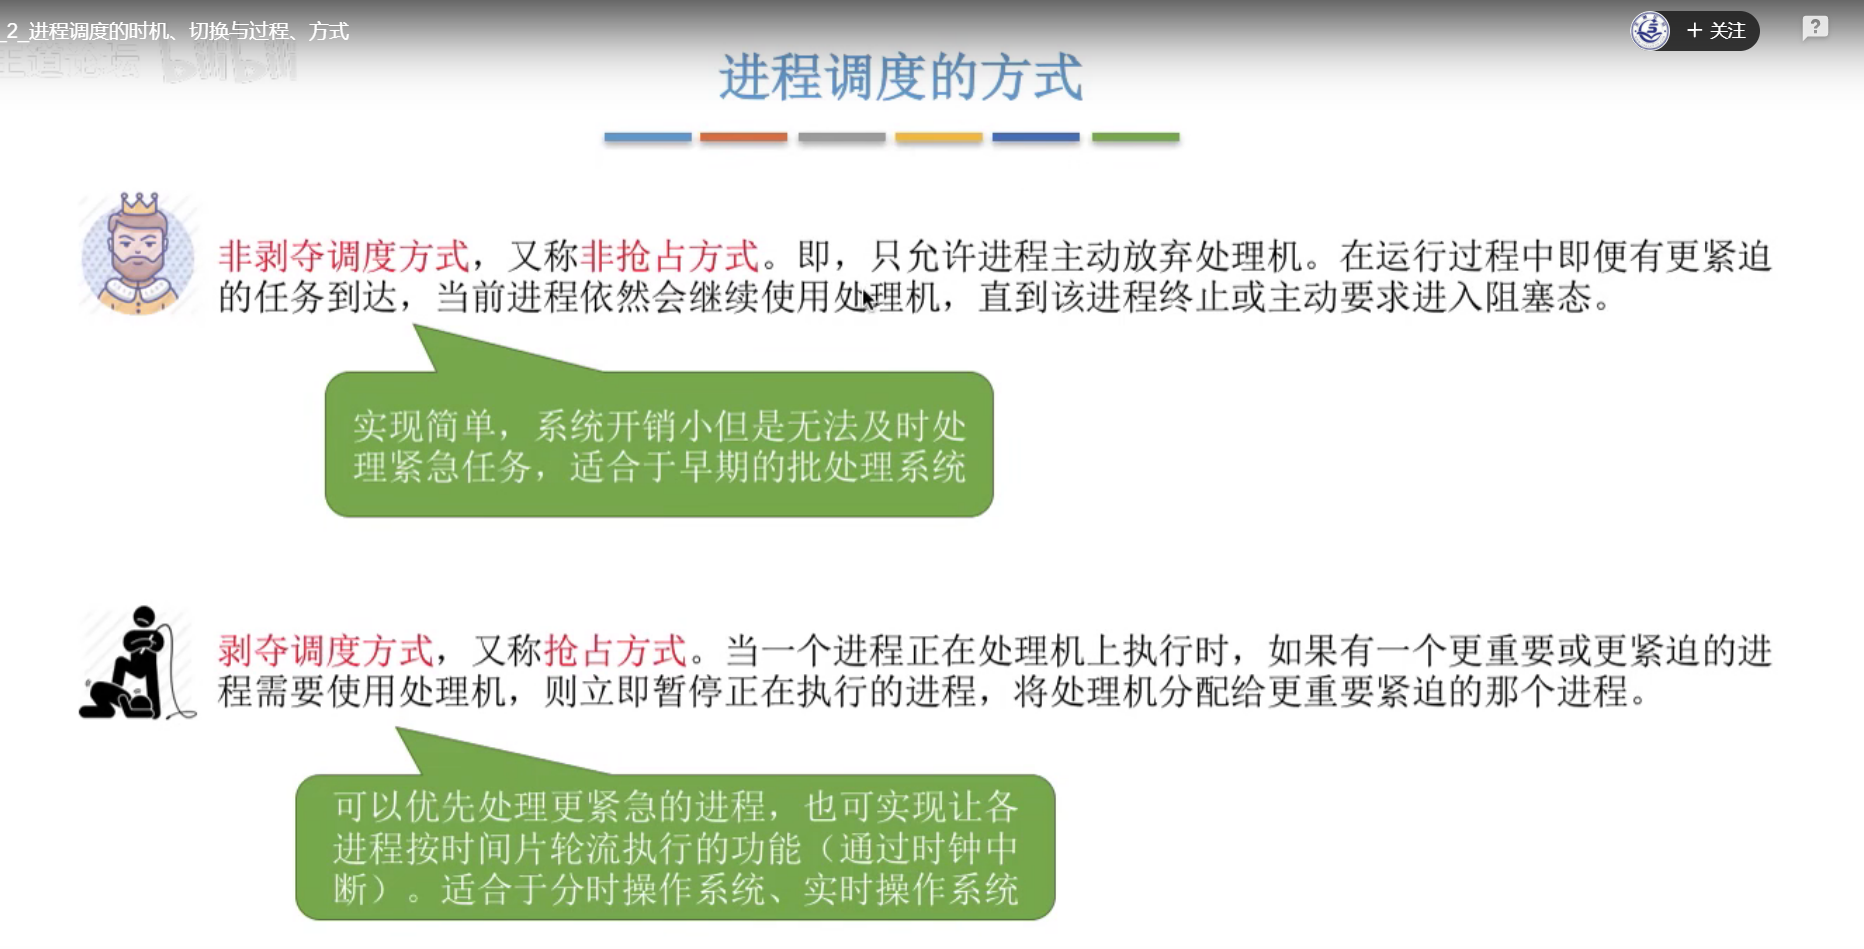 _2_进程调度的时机、切换与过程、方式
+ 关注
?
王道论坛 bilibili
进程调度的方式
非剥夺调度方式，又称非抢占方式。即，只允许进程主动放弃处理机。在运行过程中即便有更紧迫
的任务到达，当前进程依然会继续使用处理机，直到该进程终止或主动要求进入阻塞态。
实现简单，系统开销小但是无法及时处
理紧急任务，适合于早期的批处理系统
剥夺调度方式，又称抢占方式。当一个进程正在处理机上执行时，如果有一个更重要或更紧迫的进
程需要使用处理机，则立即暂停正在执行的进程，将处理机分配给更重要紧迫的那个进程。
可以优先处理更紧急的进程，也可实现让各
进程按时间片轮流执行的功能（通过时钟中
断）。适合于分时操作系统、实时操作系统